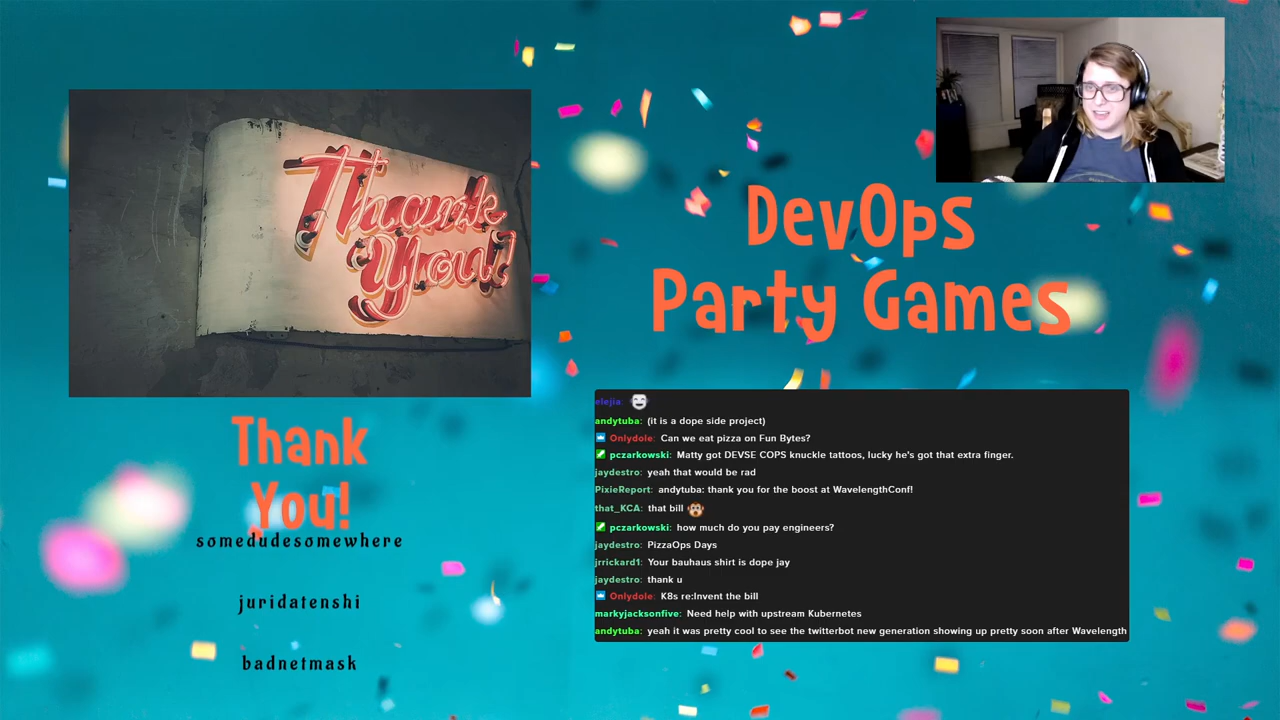 Thank
you!
DevOps
Party Games
Thank
You!
somedudesomewhere
juridatenshi
badnetmask
elejia:
andytuba: (it is a dope side project)
Onlydole: Can we eat pizza on Fun Bytes?
pczarkowski: Matty got DEVSE COPS knuckle tattoos, lucky he's got that extra finger.
jaydestro: yeah that would be rad
PixieReport: andytuba: thank you for the boost at WavelengthConf!
that_KCA: that bill
pczarkowski: how much do you pay engineers?
jaydestro: PizzaOps Days
jrrickard1: Your bauhaus shirt is dope jay
jaydestro: thank u
Onlydole: K8s re:Invent the bill
markyjacksonfive: Need help with upstream Kubernetes
andytuba: yeah it was pretty cool to see the twitterbot new generation showing up pretty soon after Wavelength